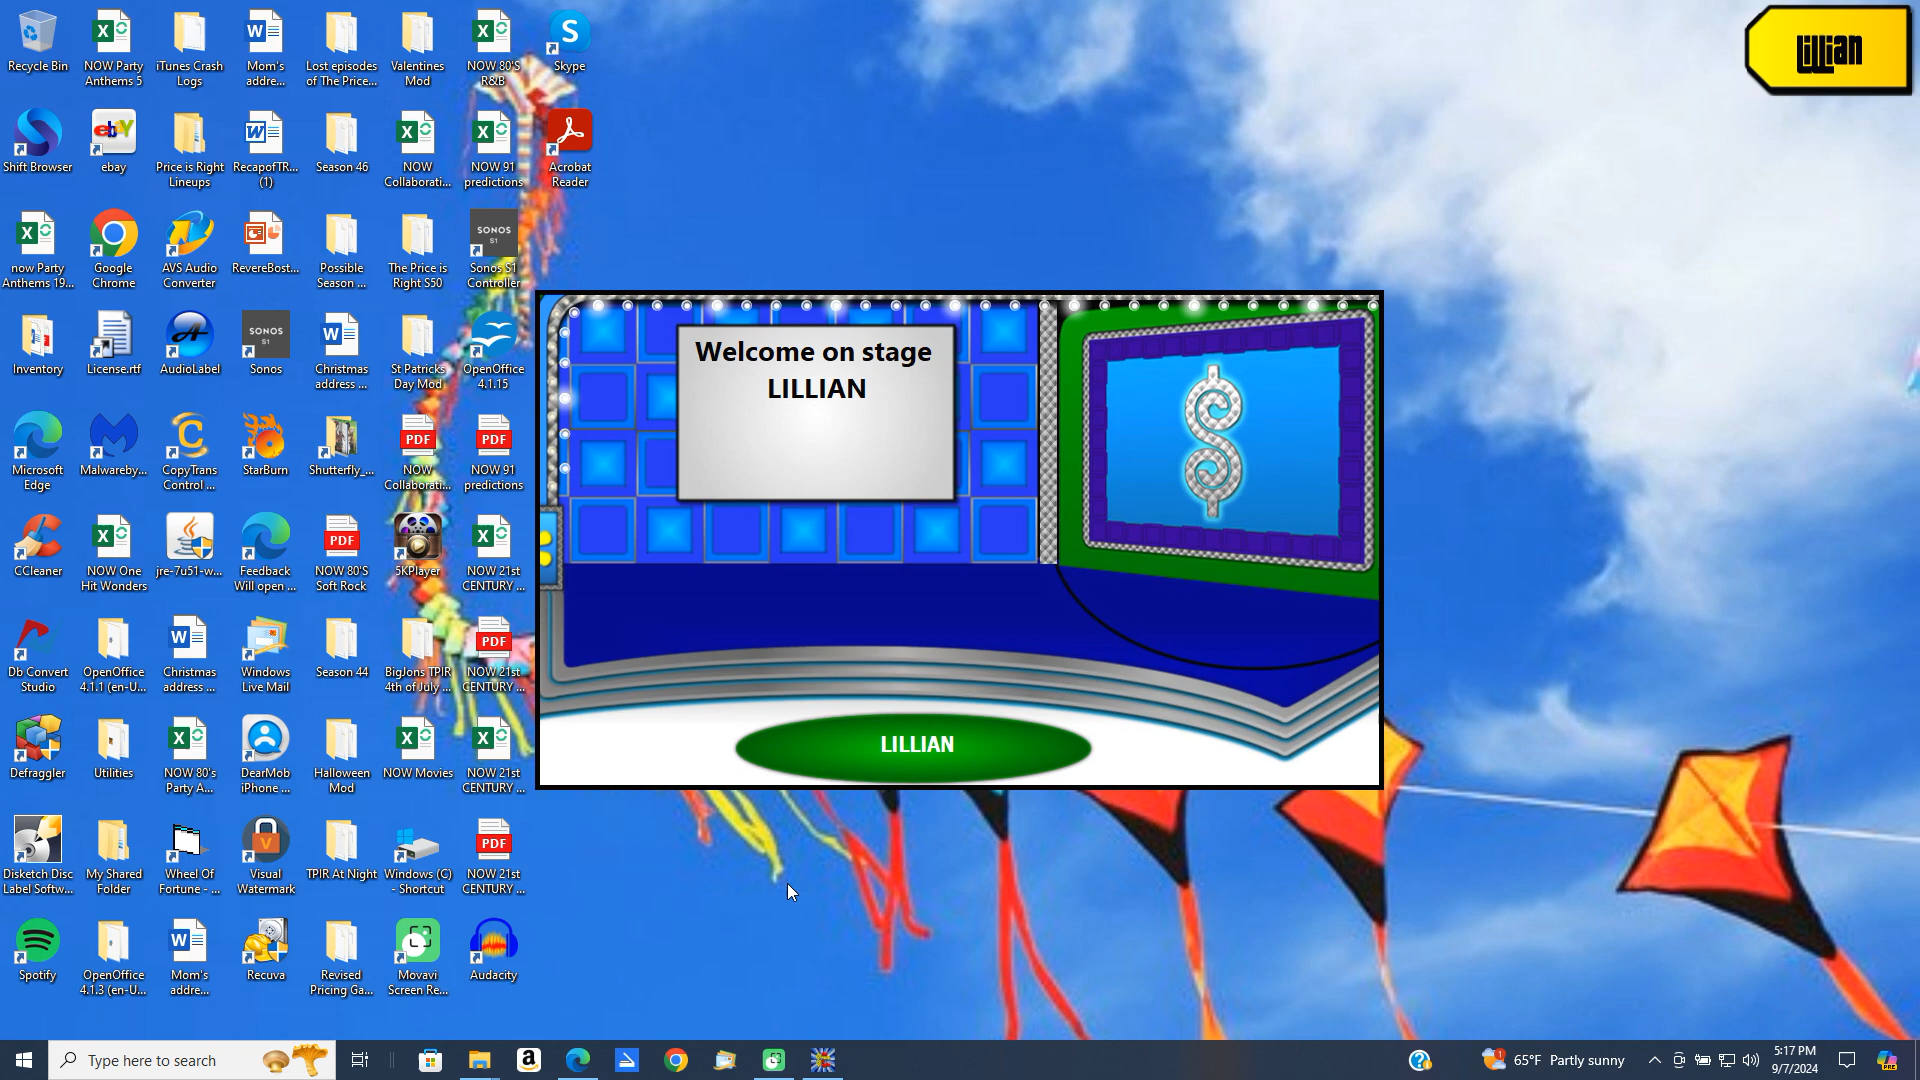 Recycle Bin
NOW Party
Anthems 5
iTunes Crash
Logs
Mom's
addre...
Lost episodes
of The Price...
Valentines
Mod
NOW 80'S
R&B
Skype
Shift Browser
ebay
Price is Right
Lineups
RecapofTR...
(1)
Season 46
NOW
Collaborati...
NOW 91
predictions
Acrobat
Reader
now Party
Anthems 19...
Google
Chrome
AVS Audio
Converter
RevereBost...
Possible
Season ...
The Price is
Right S50
SONOS
S1
Sonos S1
Controller
Inventory
License.rtf
AudioLabel
SONOS
S1
Sonos
Christmas
address ...
St Patricks
Day Mod
OpenOffice
4.1.15
Microsoft
Edge
Malwareby...
CopyTrans
Control ...
StarBurn
Shutterfly_...
PDF
NOW
Collaborati...
PDF
NOW 91
predictions
CCleaner
NOW One
Hit Wonders
jre-7u51-w...
Feedback
Will open ...
PDF
NOW 80'S
Soft Rock
5KPlayer
NOW 21st
CENTURY ...
Db Convert
Studio
OpenOffice
4.1.1 (en-U...
Christmas
address ...
Windows
Live Mail
Season 44
BigJons TPIR
4th of July ...
PDF
NOW 21st
CENTURY ...
Defraggler
Utilities
NOW 80's
Party A...
DearMob
iPhone ...
Halloween
Mod
NOW Movies
NOW 21st
CENTURY ...
Disketch Disc
Label Softw...
My Shared
Folder
Wheel Of
Fortune - ...
Visual
Watermark
TPIR At Night
Windows (C)
- Shortcut
PDF
NOW 21st
CENTURY ...
Spotify
OpenOffice
4.1.3 (en-U...
Mom's
addre...
Recuva
Revised
Pricing Ga...
Movavi
Screen Re...
Audacity
Lillian
Welcome on stage
LILLIAN
$
LILLIAN
Type here to search
65°F Partly sunny
5:17 PM
9/7/2024